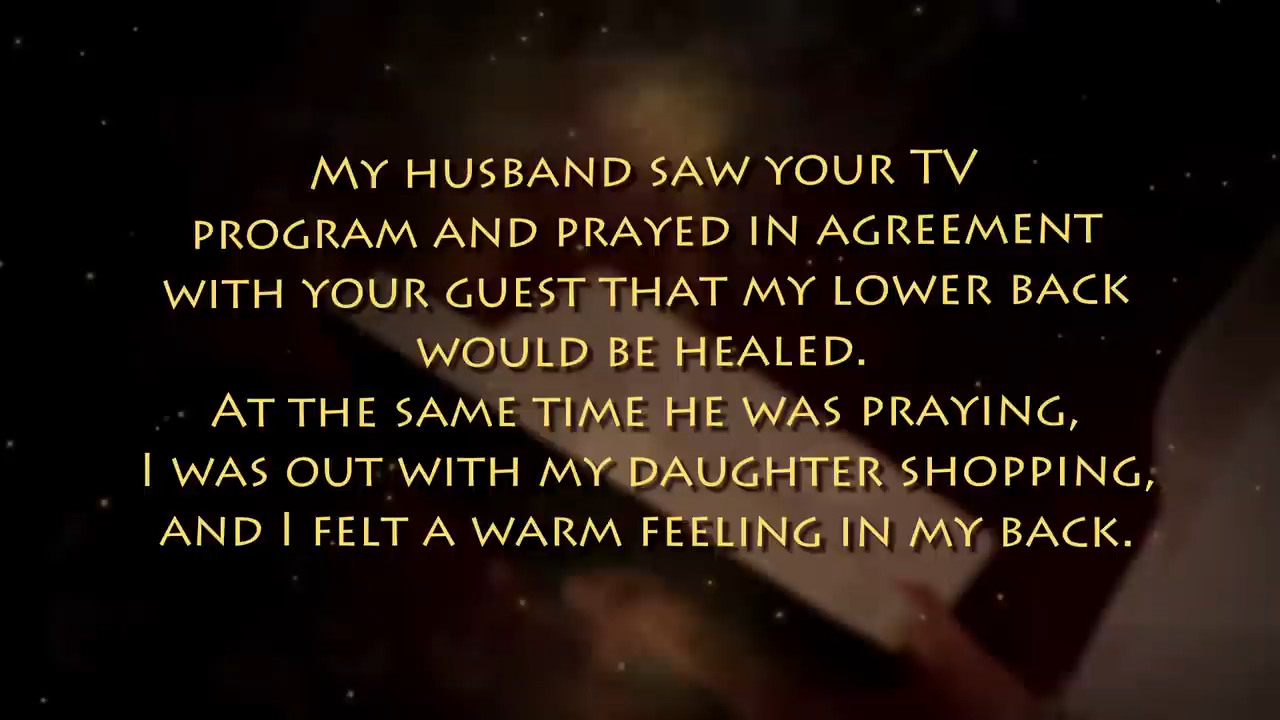 My husband saw your TV
program and prayed in agreement
with your guest that my lower back
would be healed.
At the same time he was praying,
I was out with my daughter shopping,
and I felt a warm feeling in my back.